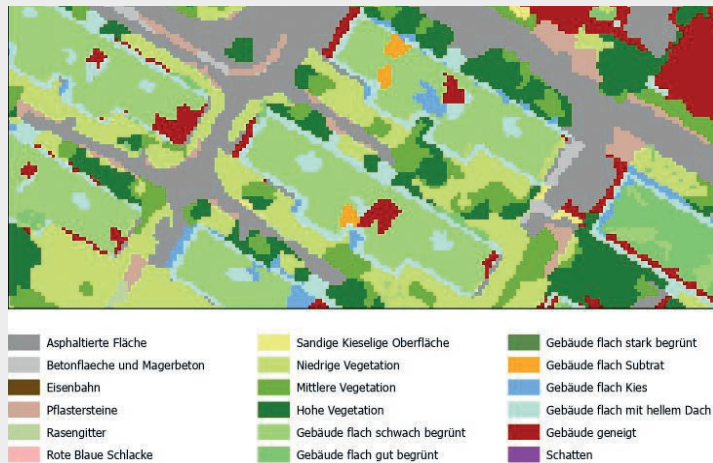 Asphaltierte Fläche
Betonflaeche und Magerbeton
Eisenbahn
Pflastersteine
Rasengitter
Rote Blaue Schlacke
Sandige Kieselige Oberfläche
Niedrige Vegetation
Mittlere Vegetation
Hohe Vegetation
Gebäude flach schwach begrünt
Gebäude flach gut begrünt
Gebäude flach stark begrünt
Gebäude flach Subtrat
Gebäude flach Kies
Gebäude flach mit hellem Dach
Gebäude geneigt
Schatten